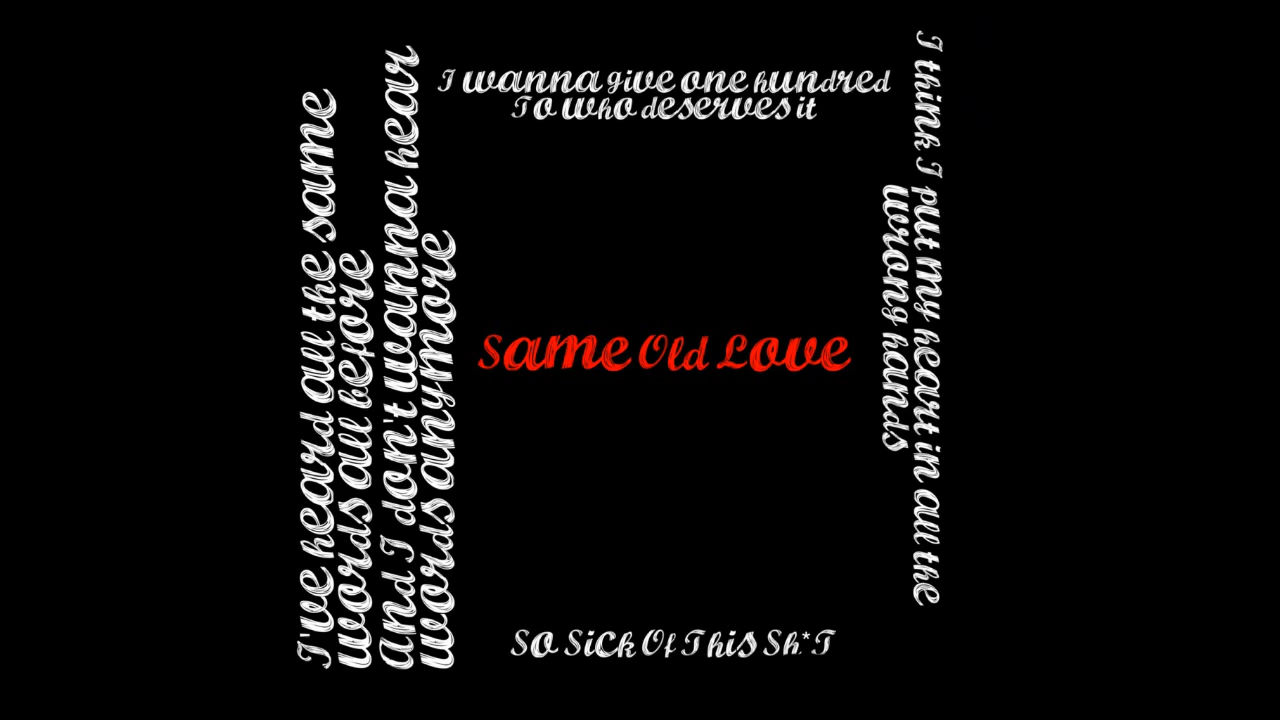 I've heard all the same
words all before
and I don't wanna hear
words anymore
I wanna give one hundred
To who deserves it
Same Old Love
So Sick Of This Sh*T
I think I put my heart in all the
wrong hands